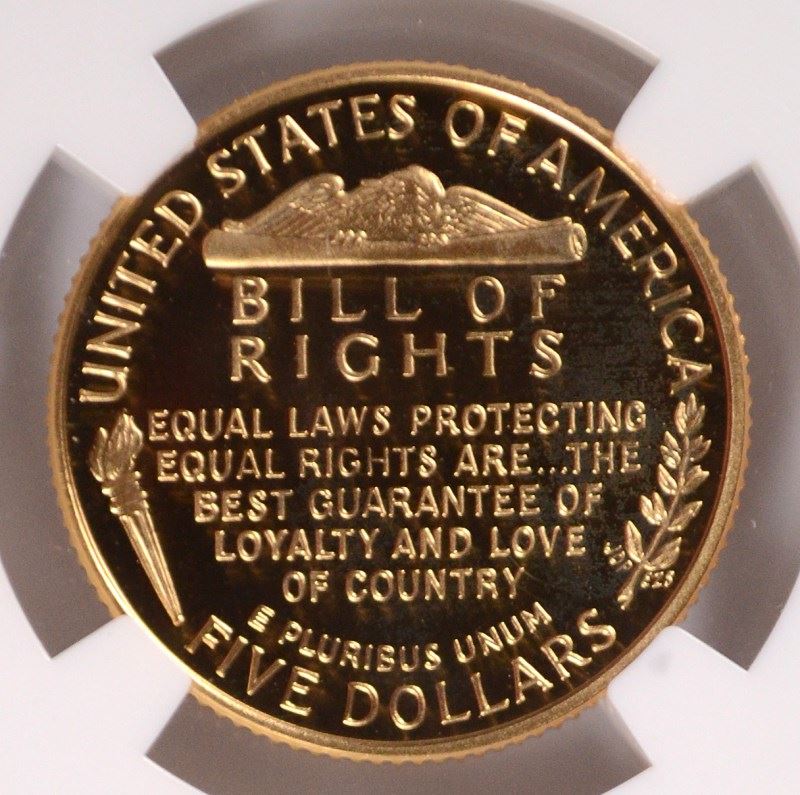 UNITED STATES OF AMERICA
BILL OF
RIGHTS
EQUAL LAWS PROTECTING
EQUAL RIGHTS ARE...THE
BEST GUARANTEE OF
LOYALTY AND LOVE
OF COUNTRY
E PLURIBUS UNUM
FIVE DOLLARS